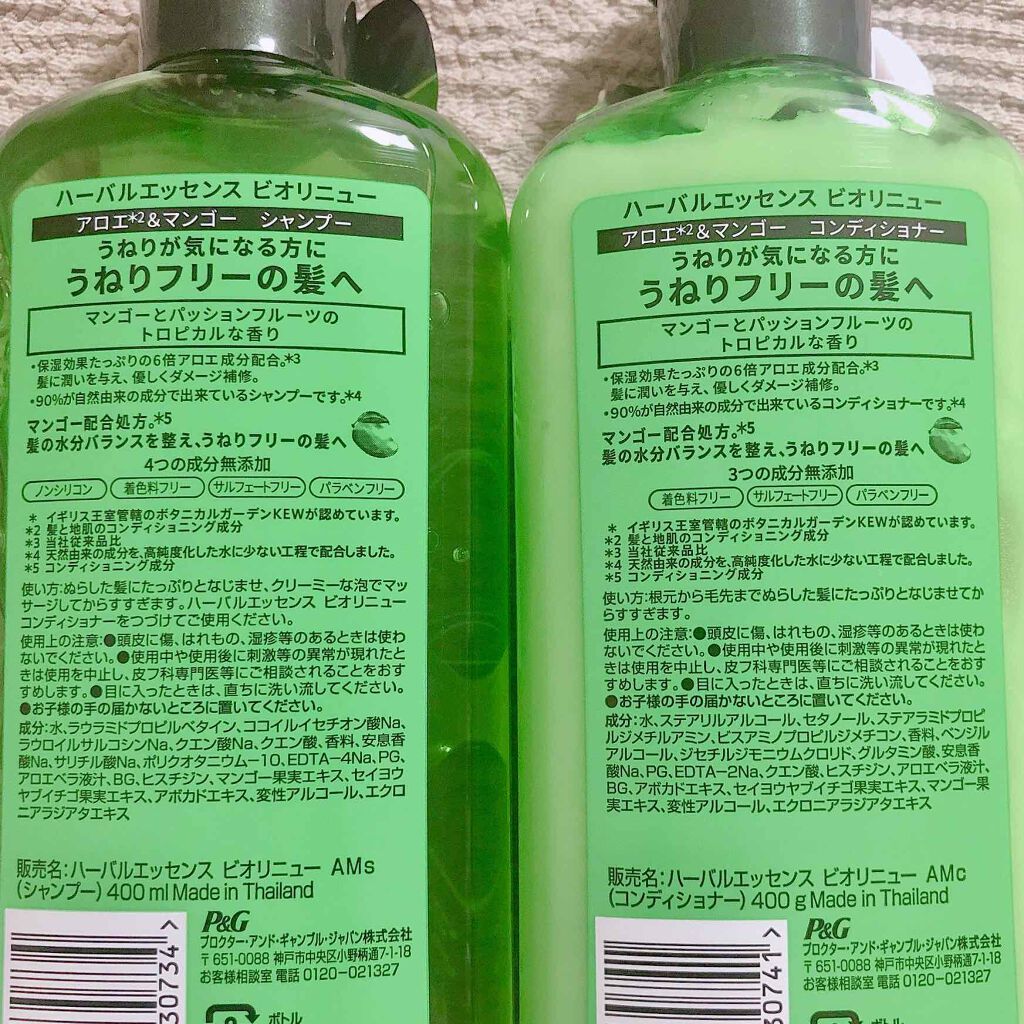 ハーバルエッセンス ビオリニュー
アロエ*2&マンゴー シャンプー
うねりが気になる方に
うねりフリーの髪へ
マンゴーとパッションフルーツの
トロピカルな香り
・保湿効果たっぷりの6倍アロエ成分配合。*3
髪に潤いを与え、優しくダメージ補修。
・90%が自然由来の成分で出来ているシャンプーです。*4
マンゴー配合処方。*5
髪の水分バランスを整え、うねりフリーの髪へ
4つの成分無添加
ノンシリコン 着色料フリー サルフェートフリー パラベンフリー
* イギリス王室管轄のボタニカルガーデンKEWが認めています。
*2 髪と地肌のコンディショニング成分
*3 当社従来品比
*4 天然由来の成分を、高純度化した水に少ない工程で配合しました。
*5 コンディショニング成分
使い方:ぬらした髪にたっぷりとなじませ、クリーミーな泡でマッ
サージしてからすすぎます。ハーバルエッセンス ビオリニュー
コンディショナーをつづけてご使用ください。
使用上の注意:●頭皮に傷、はれもの、湿疹等のあるときは使わ
ないでください。●使用中や使用後に刺激等の異常が現れたと
きは使用を中止し、皮フ科専門医等にご相談されることをおす
すめします。●目に入ったときは、直ちに洗い流してください。
●お子様の手の届かないところに置いてください。
成分:水、ラウラミドプロピルベタイン、ココイルイセチオン酸Na、
ラウロイルサルコシンNa、クエン酸Na、クエン酸、香料、安息香
酸Na、サリチル酸Na、ポリクオタニウム-10、EDTA-4Na、PG、
アロエベラ液汁、BG、ヒスチジン、マンゴー果実エキス、セイヨウ
ヤブイチゴ果実エキス、アボカドエキス、変性アルコール、エクロ
ニアラジアタエキス
販売名:ハーバルエッセンス ビオリニュー AMs
(シャンプー) 400 ml Made in Thailand
P&G
プロクター・アンド・ギャンブル・ジャパン株式会社
〒651-0088 神戸市中央区小野柄通7-1-18
お客様相談室 電話 0120-021327
30734
ボトル
ハーバルエッセンス ビオリニュー
アロエ*2&マンゴー コンディショナー
うねりが気になる方に
うねりフリーの髪へ
マンゴーとパッションフルーツの
トロピカルな香り
・保湿効果たっぷりの6倍アロエ成分配合。*3
髪に潤いを与え、優しくダメージ補修。
・90%が自然由来の成分で出来ているコンディショナーです。*4
マンゴー配合処方。*5
髪の水分バランスを整え、うねりフリーの髪へ
3つの成分無添加
着色料フリー サルフェートフリー パラベンフリー
* イギリス王室管轄のボタニカルガーデンKEWが認めています。
*2 髪と地肌のコンディショニング成分
*3 当社従来品比
*4 天然由来の成分を、高純度化した水に少ない工程で配合しました。
*5 コンディショニング成分
使い方:根元から毛先までぬらした髪にたっぷりとなじませてか
らすすぎます。
使用上の注意:●頭皮に傷、はれもの、湿疹等のあるときは使わ
ないでください。●使用中や使用後に刺激等の異常が現れたと
きは使用を中止し、皮フ科専門医等にご相談されることをおす
すめします。●目に入ったときは、直ちに洗い流してください。
●お子様の手の届かないところに置いてください。
成分:水、ステアリルアルコール、セタノール、ステアラミドプロピ
ルジメチルアミン、ビスアミノプロピルジメチコン、香料、ベンジル
アルコール、ジセチルジモニウムクロリド、グルタミン酸、安息香
酸Na、PG、EDTA-2Na、クエン酸、ヒスチジン、アロエベラ液汁、
BG、アボカドエキス、セイヨウヤブイチゴ果実エキス、マンゴー果
実エキス、変性アルコール、エクロニアラジアタエキス
販売名:ハーバルエッセンス ビオリニュー AMc
(コンディショナー) 400 g Made in Thailand
P&G
プロクター・アンド・ギャンブル・ジャパン株式会社
〒651-0088 神戸市中央区小野柄通7-1-18
お客様相談室 電話 0120-021327
30741
ボトル